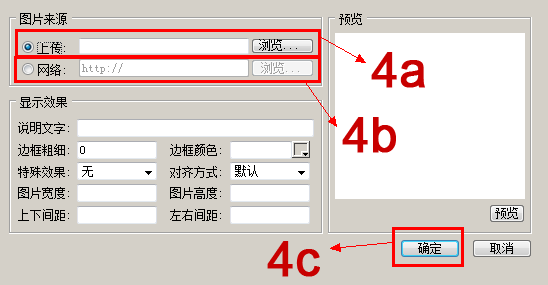 图片来源
上传: 浏览...
网络: http:// 浏览...
显示效果
说明文字:
边框粗细: 0 边框颜色:
特殊效果: 无 对齐方式: 默认
图片宽度: 图片高度:
上下间距: 左右间距:
预览
预览
确定 取消
4a
4b
4c